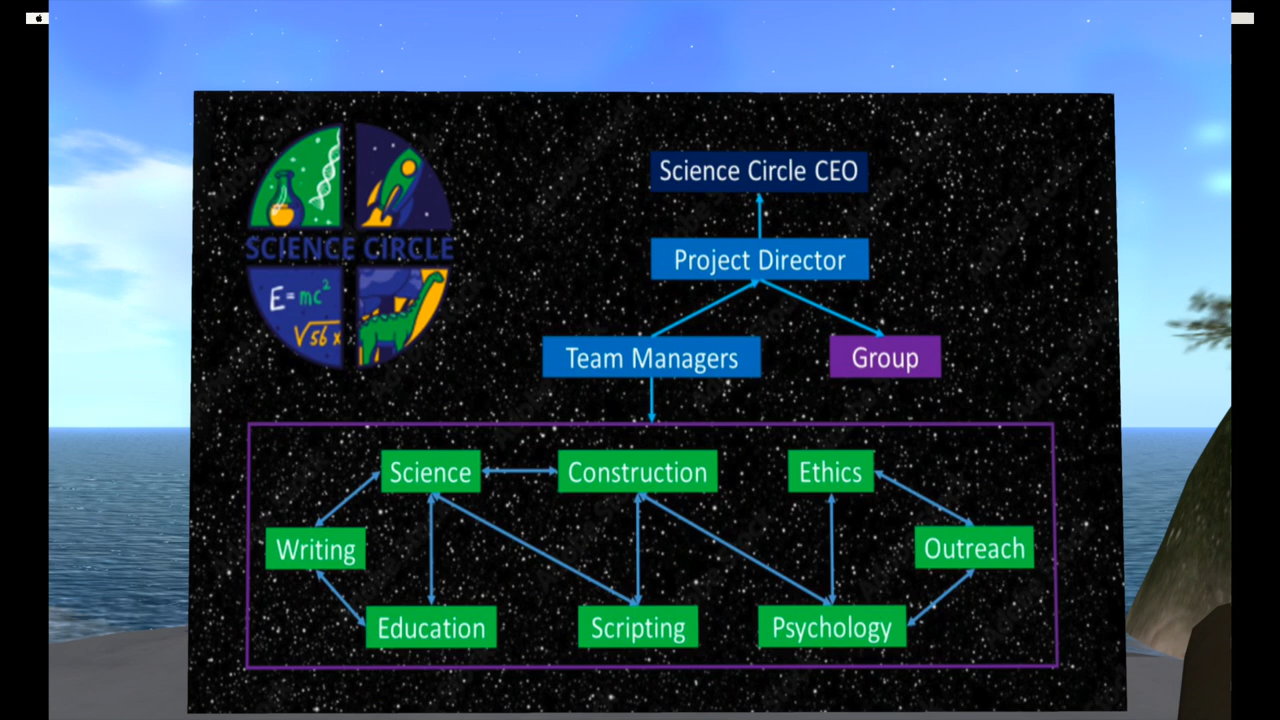 Science Circle CEO
SCIENCE CIRCLE
Project Director
E=mc²
√56 x
Team Managers
Group
Science
Construction
Ethics
Writing
Outreach
Education
Scripting
Psychology